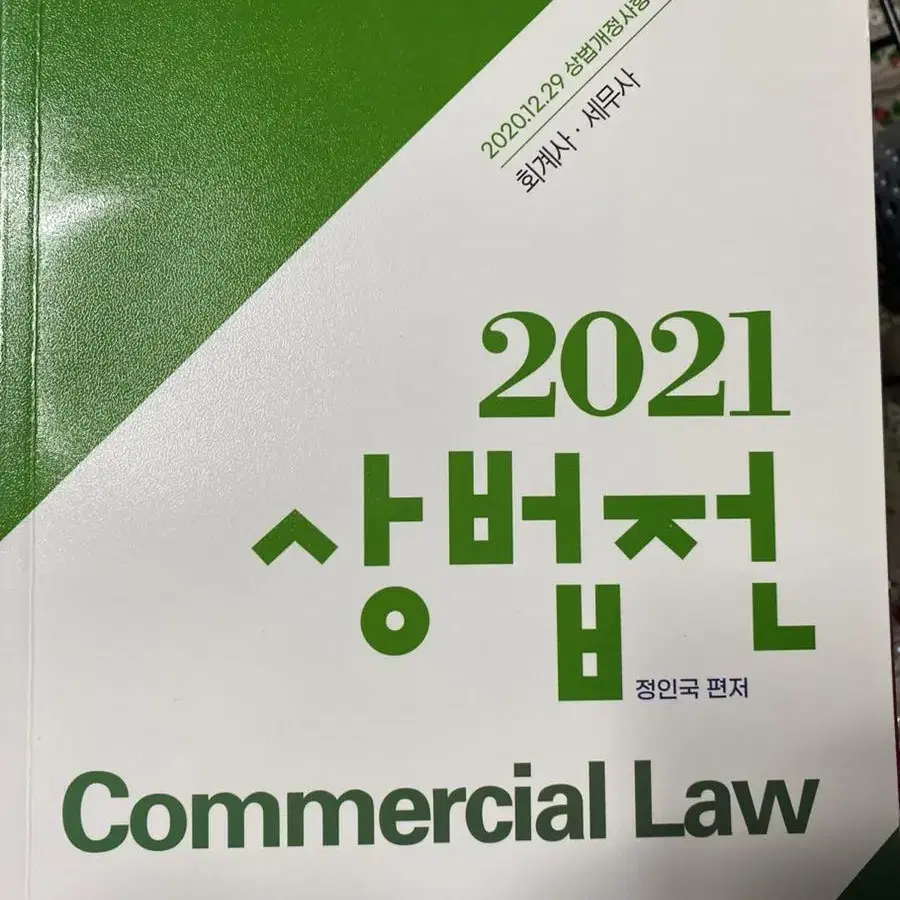 2020.12.29 상법개정사항
회계사 · 세무사
2021
상법전
정인국 편저
Commercial Law